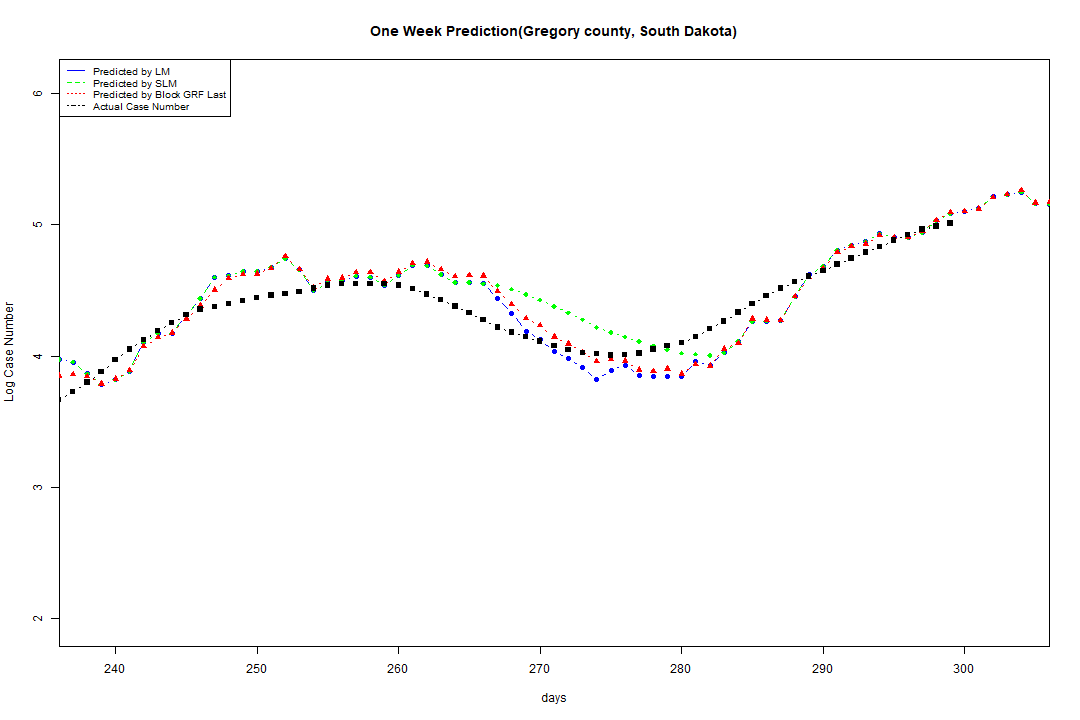 One Week Prediction(Gregory county, South Dakota)
Predicted by LM
Predicted by SLM
Predicted by Block GRF Last
Actual Case Number
6
5
4
3
2
Log Case Number
240 250 260 270 280 290 300
days